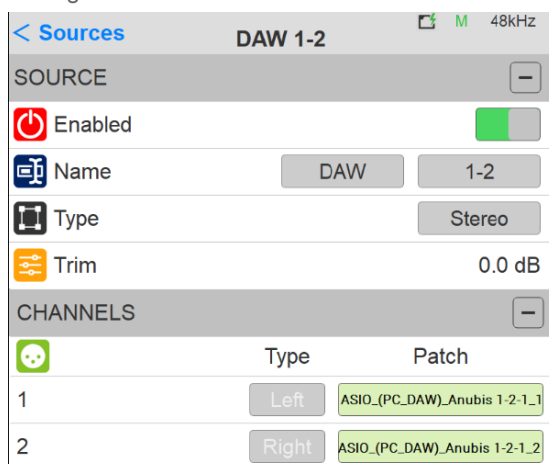 < Sources
DAW 1-2
M 48kHz
SOURCE
Enabled
Name DAW 1-2
Type Stereo
Trim 0.0 dB
CHANNELS
Type Patch
1 Left ASIO_(PC_DAW)_Anubis 1-2-1_1
2 Right ASIO_(PC_DAW)_Anubis 1-2-1_2